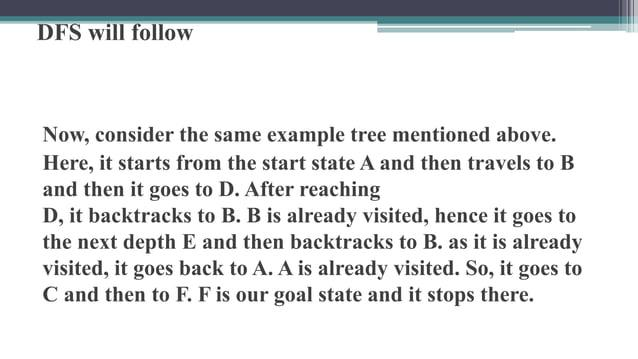 DFS will follow
Now, consider the same example tree mentioned above.
Here, it starts from the start state A and then travels to B
and then it goes to D. After reaching
D, it backtracks to B. B is already visited, hence it goes to
the next depth E and then backtracks to B. as it is already
visited, it goes back to A. A is already visited. So, it goes to
C and then to F. F is our goal state and it stops there.